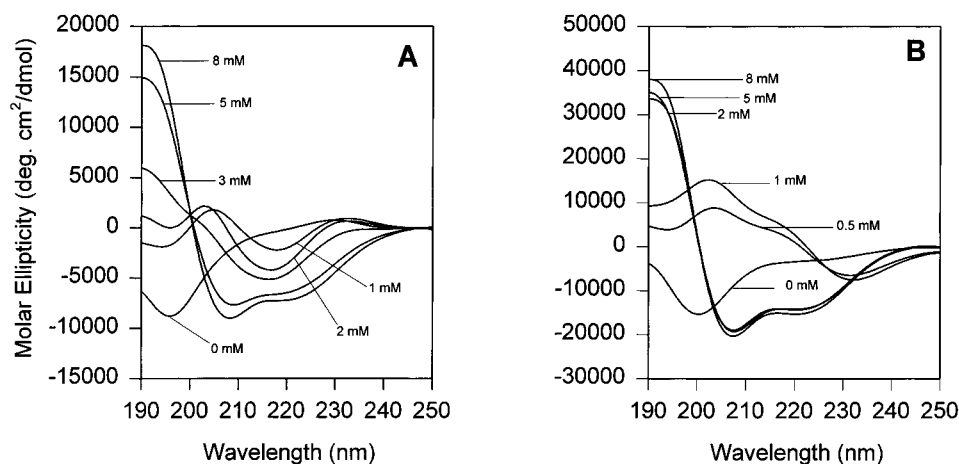 A
Molar Ellipticity (deg. cm²/dmol)
20000
15000
10000
5000
0
-5000
-10000
-15000
8 mM
5 mM
3 mM
1 mM
2 mM
0 mM
190 200 210 220 230 240 250
Wavelength (nm)
B
50000
40000
30000
20000
10000
0
-10000
-20000
-30000
8 mM
5 mM
2 mM
1 mM
0.5 mM
0 mM
190 200 210 220 230 240 250
Wavelength (nm)